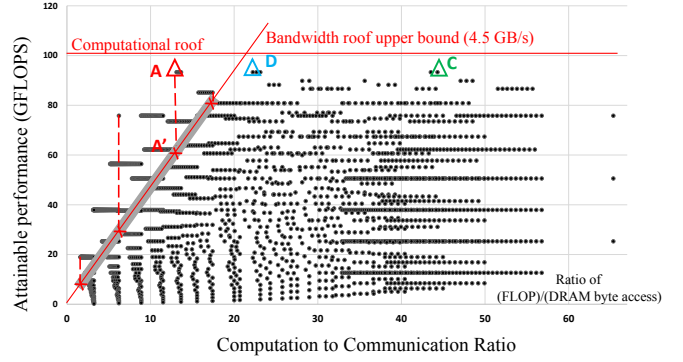 120
Computational roof
Bandwidth roof upper bound (4.5 GB/s)
100
A
D
C
80
A’
60
40
20
0
0 10 20 30 40 50 60
Ratio of
(FLOP)/(DRAM byte access)
Attainable performance (GFLOPS)
Computation to Communication Ratio